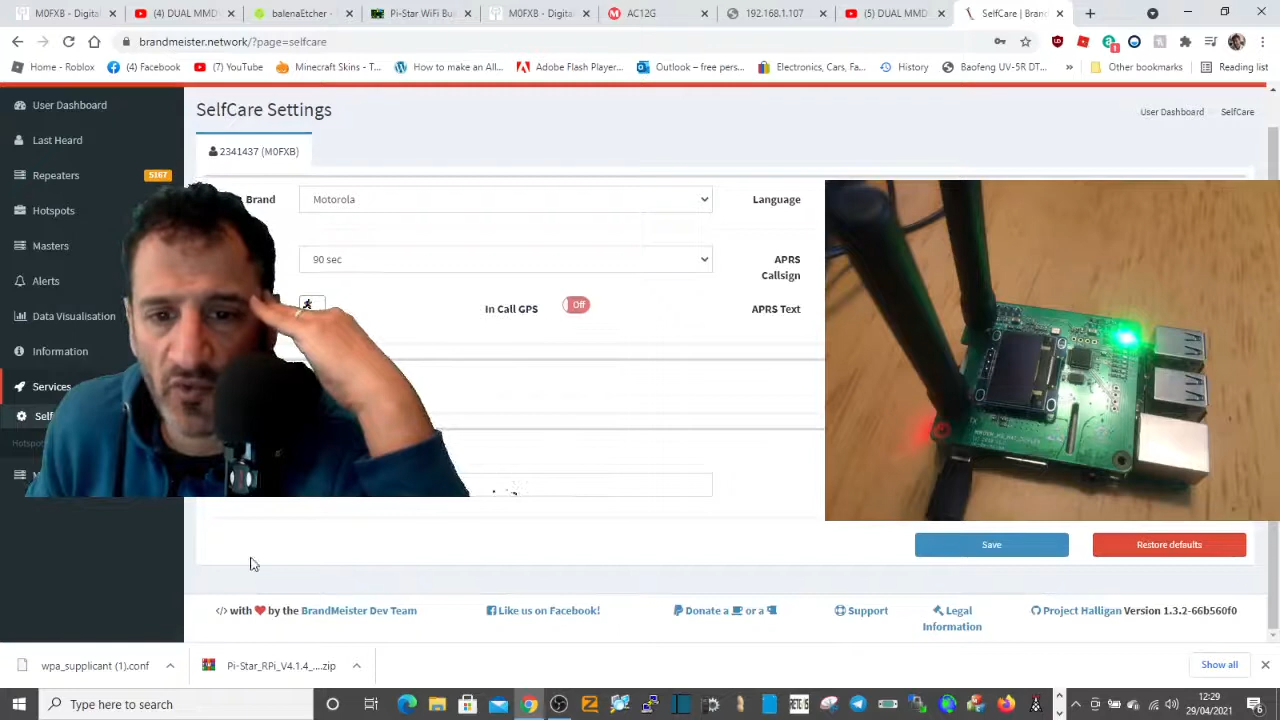 (4) DUAL MMD
balenaEtcher -
Pi-Star WiFi Bu
M0FXB - Digita
AC12G
192.168.1.107
(5) DUAL MMD
SelfCare | Bran
brandmeister.network/?page=selfcare
Home - Roblox
(4) Facebook
(7) YouTube
Minecraft Skins - T...
How to make an All...
Adobe Flash Player...
Outlook – free pers...
Electronics, Cars, Fa...
History
Baofeng UV-5R DT...
»
Other bookmarks
Reading list
User Dashboard
SelfCare Settings
User Dashboard
SelfCare
Last Heard
2341437 (M0FXB)
Repeaters
5167
Brand
Motorola
Language
Hotspots
Masters
90 sec
APRS
Callsign
Alerts
In Call GPS
Off
APRS Text
Data Visualisation
Information
Services
Self
Hotsp
Save
Restore defaults
</> with ❤ by the BrandMeister Dev Team
Like us on Facebook!
Donate a or a
Support
Legal
Information
Project Halligan Version 1.3.2-66b560f0
wpa_supplicant (1).conf
Pi-Star_RPi_V4.1.4_....zip
Show all
Type here to search
12:29
29/04/2021